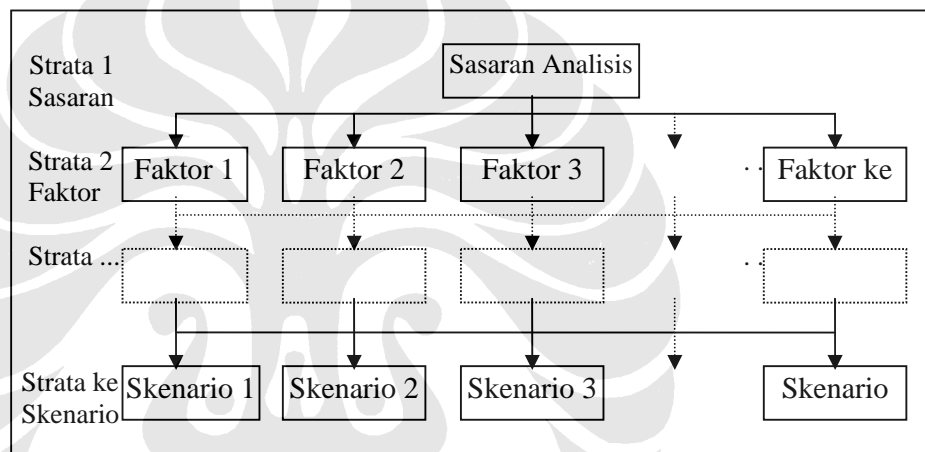 Strata 1
Sasaran
Sasaran Analisis
Strata 2
Faktor
Faktor 1
Faktor 2
Faktor 3
. .
Faktor ke
Strata ...
. .
Strata ke
Skenario
Skenario 1
Skenario 2
Skenario 3
Skenario